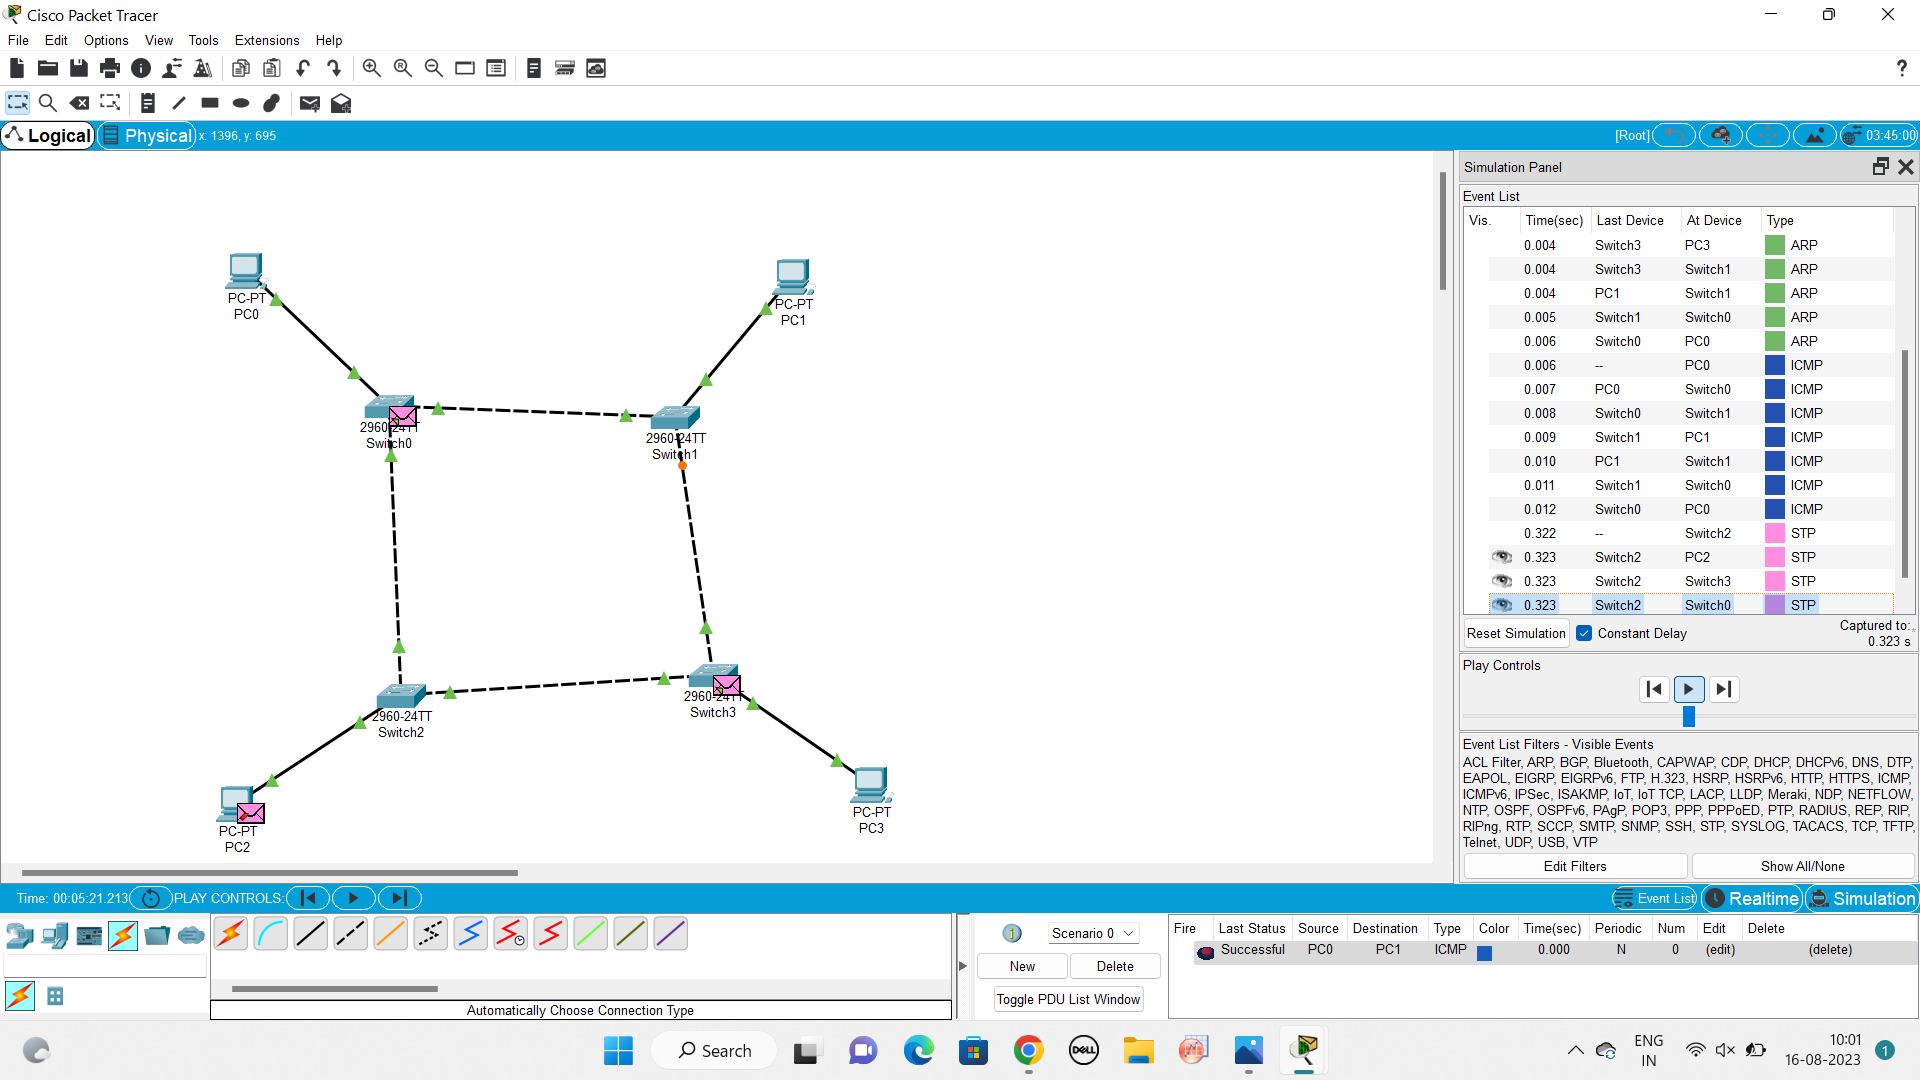 Cisco Packet Tracer
File Edit Options View Tools Extensions Help
Logical Physical x: 1396, y: 695 [Root] 03:45:00
PC-PT
PC0
PC-PT
PC1
2960-24TT
Switch0
2960-24TT
Switch1
2960-24TT
Switch2
2960-24TT
Switch3
PC-PT
PC2
PC-PT
PC3
Simulation Panel
Event List
Vis. Time(sec) Last Device At Device Type
0.004 Switch3 PC3 ARP
0.004 Switch3 Switch1 ARP
0.004 PC1 Switch1 ARP
0.005 Switch1 Switch0 ARP
0.006 Switch0 PC0 ARP
0.006 -- PC0 ICMP
0.007 PC0 Switch0 ICMP
0.008 Switch0 Switch1 ICMP
0.009 Switch1 PC1 ICMP
0.010 PC1 Switch1 ICMP
0.011 Switch1 Switch0 ICMP
0.012 Switch0 PC0 ICMP
0.322 -- Switch2 STP
0.323 Switch2 PC2 STP
0.323 Switch2 Switch3 STP
0.323 Switch2 Switch0 STP
Reset Simulation Constant Delay Captured to:
0.323 s
Play Controls
Event List Filters - Visible Events
ACL Filter, ARP, BGP, Bluetooth, CAPWAP, CDP, DHCP, DHCPv6, DNS, DTP,
EAPOL, EIGRP, EIGRPv6, FTP, H.323, HSRP, HSRPv6, HTTP, HTTPS, ICMP,
ICMPv6, IPSec, ISAKMP, IoT, IoT TCP, LACP, LLDP, Meraki, NDP, NETFLOW,
NTP, OSPF, OSPFv6, PAgP, POP3, PPP, PPPoED, PTP, RADIUS, REP, RIP,
RIPng, RTP, SCCP, SMTP, SNMP, SSH, STP, SYSLOG, TACACS, TCP, TFTP,
Telnet, UDP, USB, VTP
Edit Filters Show All/None
Time: 00:05:21.213 PLAY CONTROLS: Event List Realtime Simulation
Scenario 0
New Delete
Toggle PDU List Window
Fire Last Status Source Destination Type Color Time(sec) Periodic Num Edit Delete
Successful PC0 PC1 ICMP 0.000 N 0 (edit) (delete)
Automatically Choose Connection Type
Search
DELL
ENG
IN
10:01
16-08-2023
1